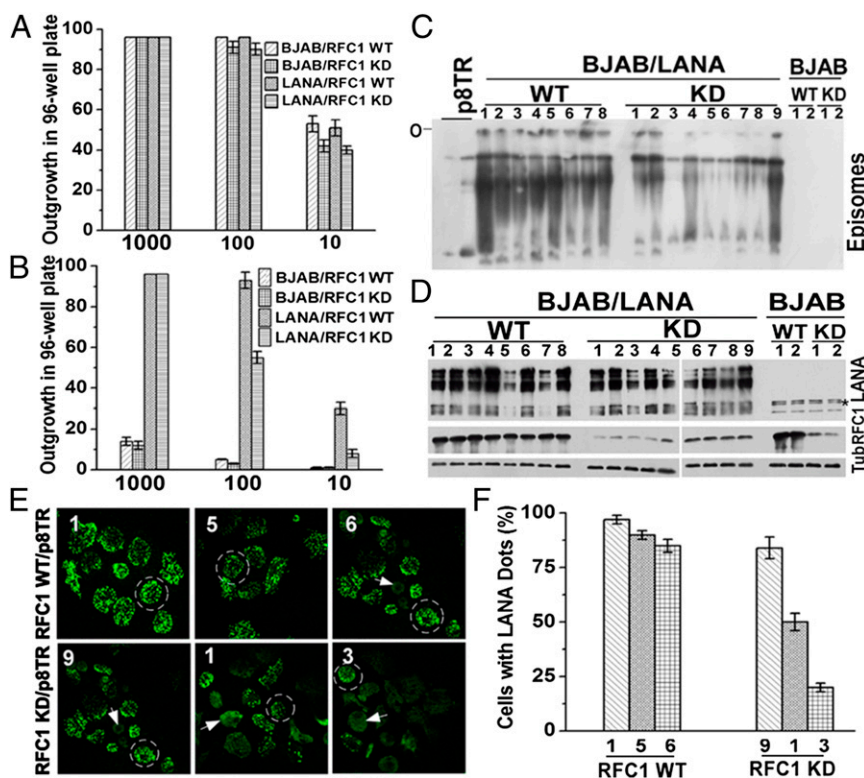 A
Outgrowth in 96-well plate
100
80
60
40
20
0
1000 100 10
BJAB/RFC1 WT
BJAB/RFC1 KD
LANA/RFC1 WT
LANA/RFC1 KD
B
Outgrowth in 96-well plate
100
80
60
40
20
0
1000 100 10
BJAB/RFC1 WT
BJAB/RFC1 KD
LANA/RFC1 WT
LANA/RFC1 KD
C
p8TR
BJAB/LANA
BJAB
WT
KD
WT KD
1 2 3 4 5 6 7 8
1 2 3 4 5 6 7 8 9
1 2 1 2
O
Episomes
D
BJAB/LANA
BJAB
WT
KD
WT KD
1 2 3 4 5 6 7 8
1 2 3 4 5 6 7 8 9
1 2 1 2
*
LANA
RFC1
Tub
E
RFC1 WT/p8TR
1
5
6
RFC1 KD/p8TR
9
1
3
F
Cells with LANA Dots (%)
100
75
50
25
0
1 5 6
RFC1 WT
9 1 3
RFC1 KD